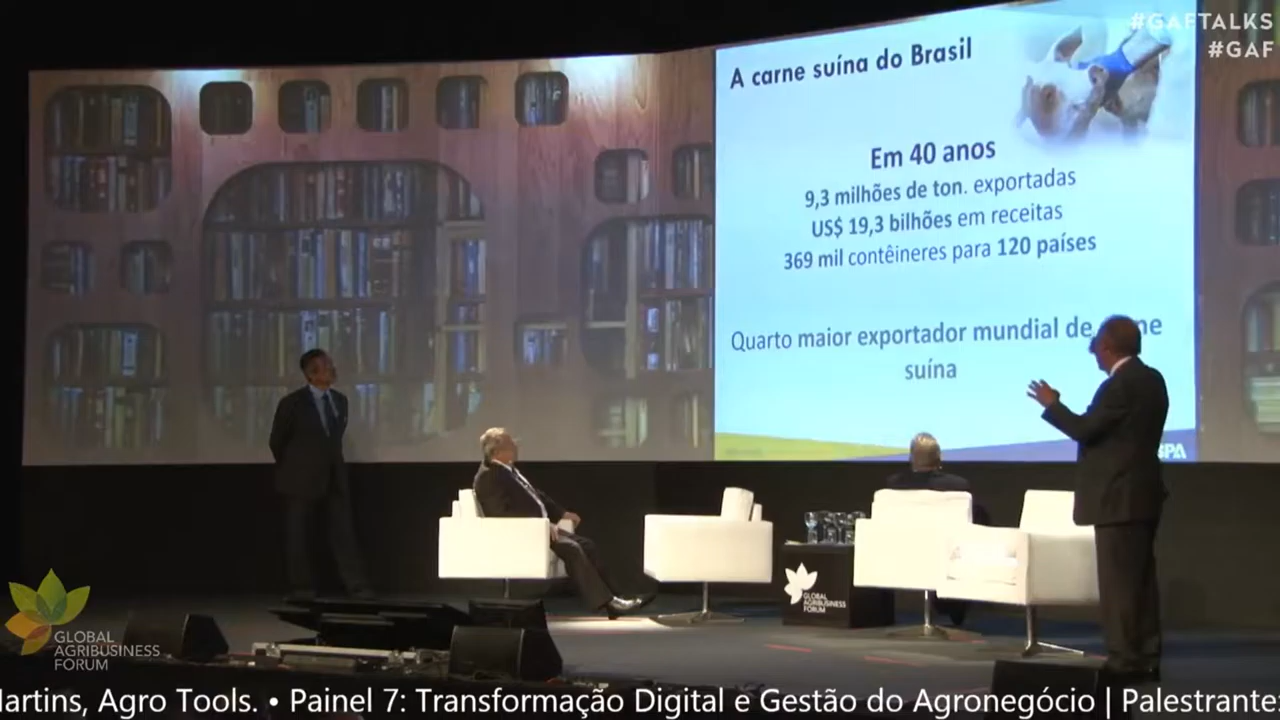 #GAFTALKS
#GAF
A carne suína do Brasil
Em 40 anos
9,3 milhões de ton. exportadas
US$ 19,3 bilhões em receitas
369 mil contêineres para 120 países
Quarto maior exportador mundial de
suína
BPA
GLOBAL
AGRIBUSINESS
FORUM
GLOBAL
AGRIBUSINESS
FORUM
Martins, Agro Tools. • Painel 7: Transformação Digital e Gestão do Agronegócio | Palestrantes